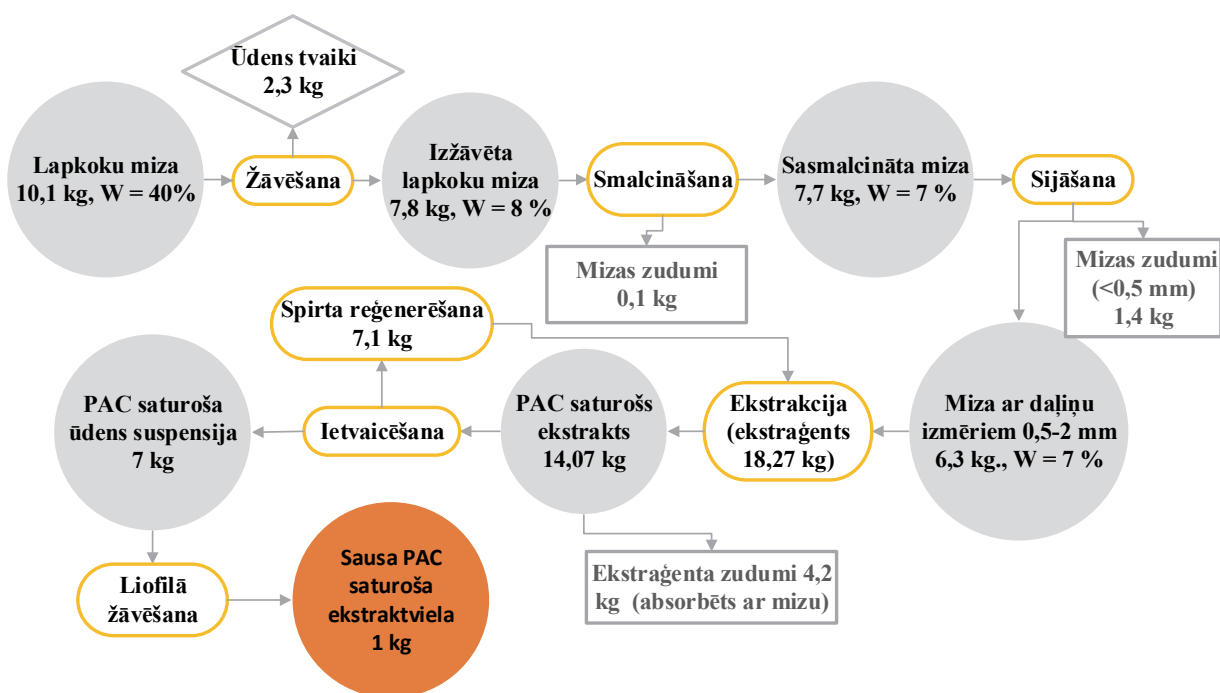 Ūdens tvaiki
2,3 kg
Lapkoku miza
10,1 kg, W = 40%
Žāvēšana
Izžāvēta
lapkoku miza
7,8 kg, W = 8 %
Smalcināšana
Sasmalcināta miza
7,7 kg, W = 7 %
Sijāšana
Mizas zudumi
0,1 kg
Mizas zudumi
(<0,5 mm)
1,4 kg
Miza ar daļiņu
izmēriem 0,5-2 mm
6,3 kg., W = 7 %
Ekstrakcija
(ekstraģents
18,27 kg)
PAC saturošs
ekstrakts
14,07 kg
Ekstraģenta zudumi 4,2
kg (absorbēts ar mizu)
Ietvaicēšana
Spirta reģenerēšana
7,1 kg
PAC saturoša
ūdens suspensija
7 kg
Liofilā
žāvēšana
Sausa PAC
saturoša
ekstraktviela
1 kg